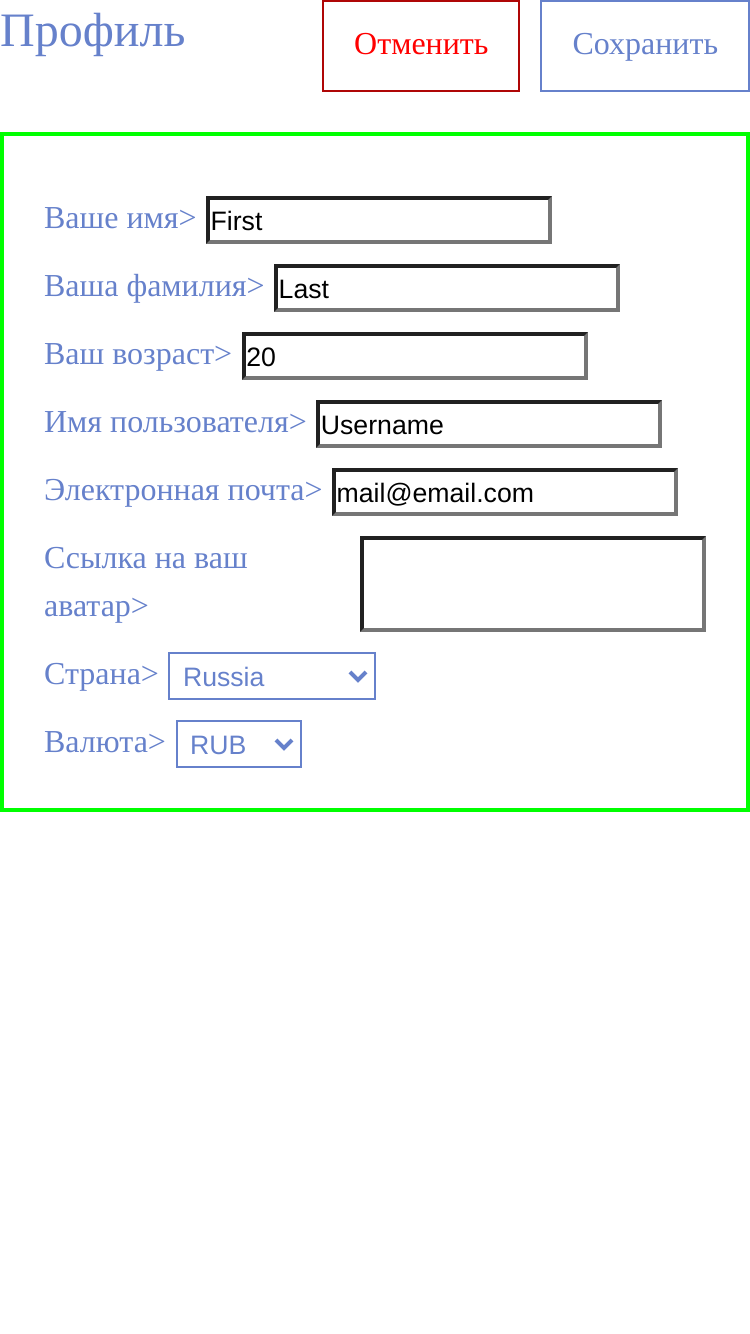 Профиль
Отменить
Сохранить
Ваше имя> First
Ваша фамилия> Last
Ваш возраст> 20
Имя пользователя> Username
Электронная почта> mail@email.com
Ссылка на ваш
аватар>
Страна> Russia
Валюта> RUB